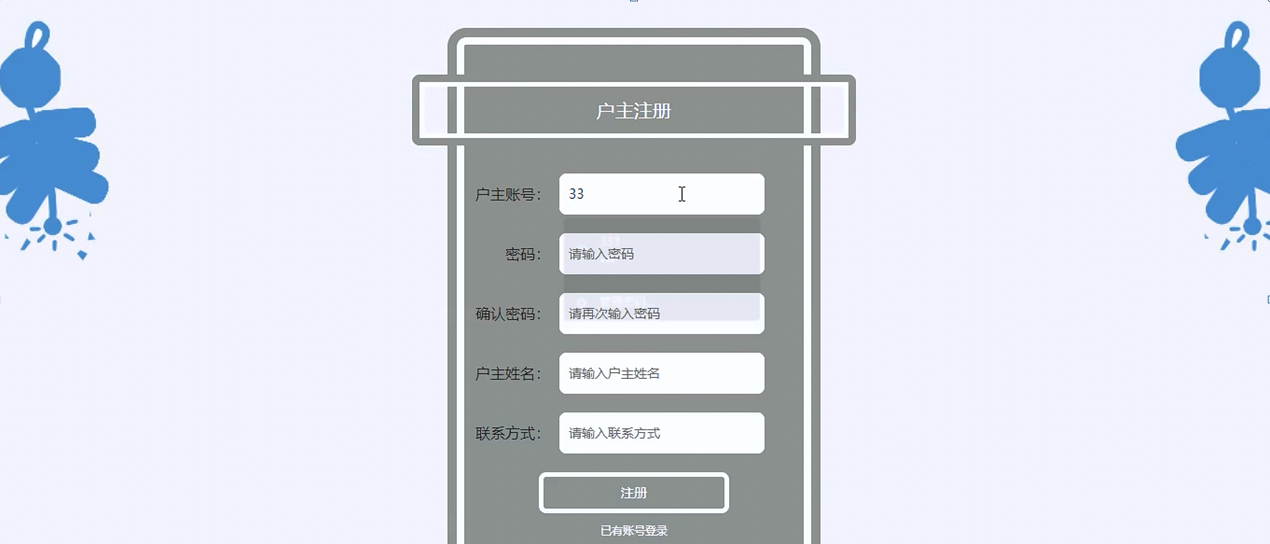 户主注册
户主账号： 33
密码： 请输入密码
确认密码： 请再次输入密码
户主姓名： 请输入户主姓名
联系方式： 请输入联系方式
注册
已有账号登录